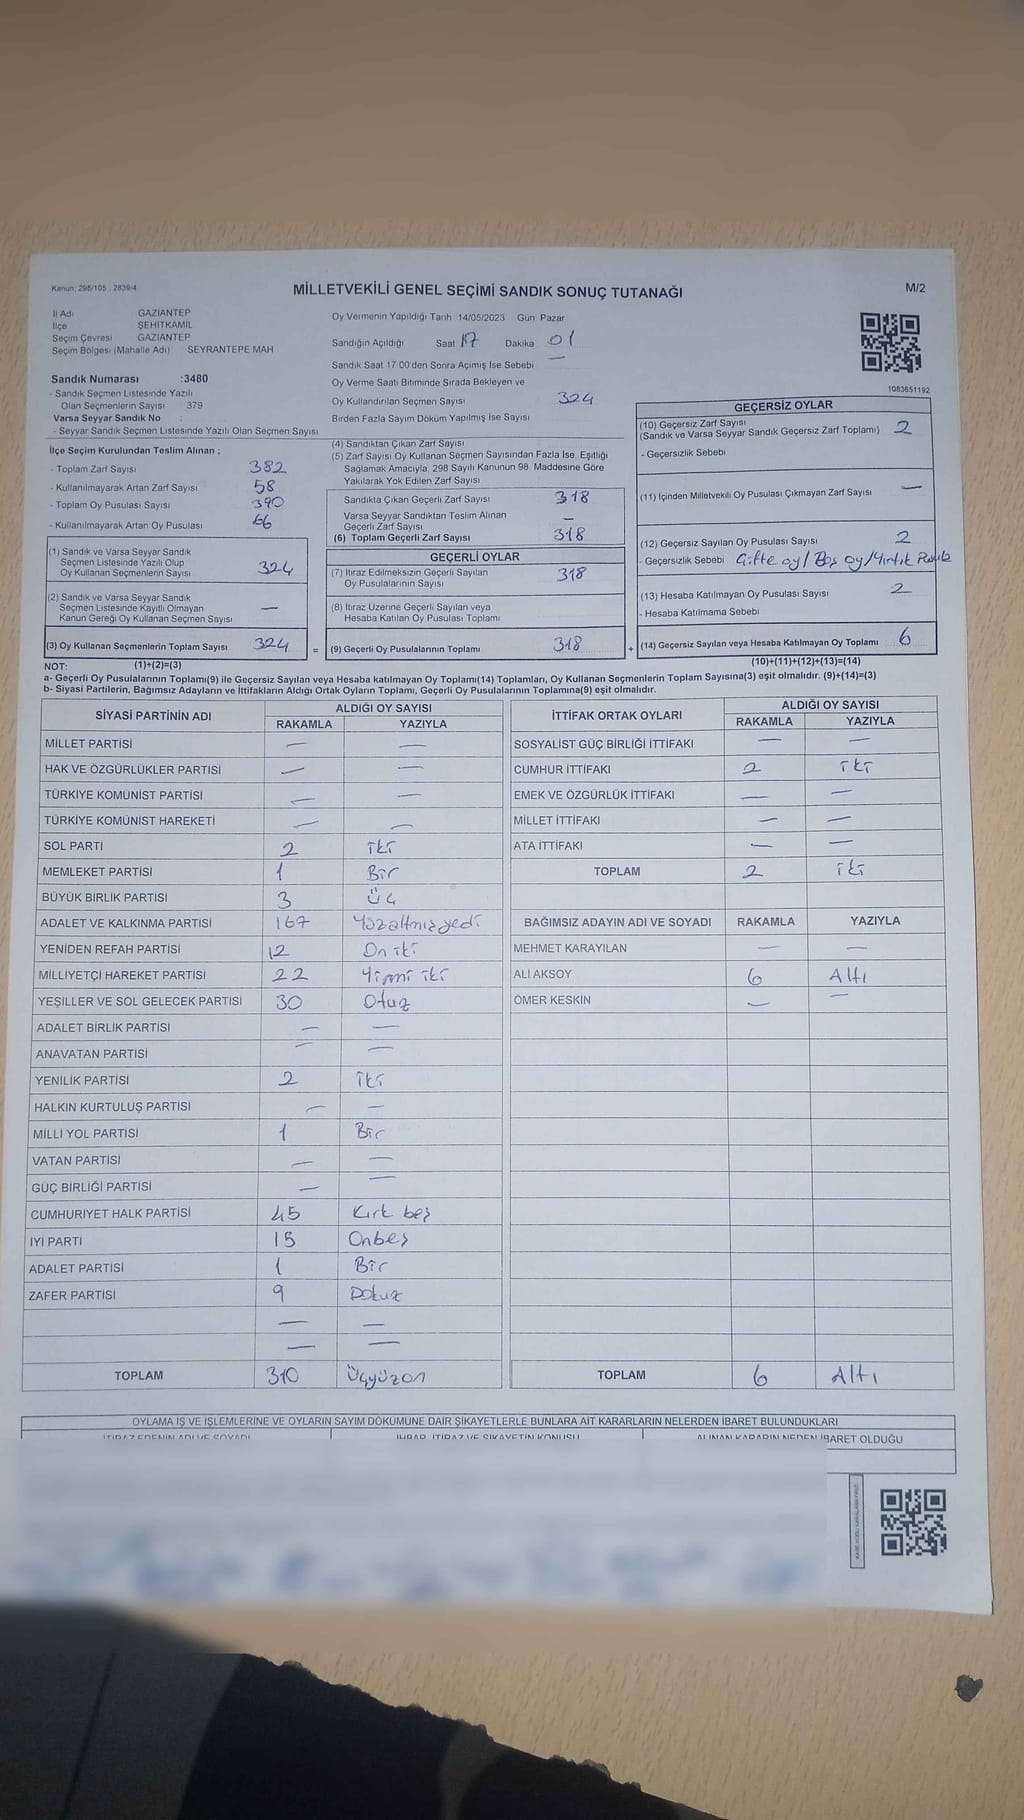 Kanun: 298/105 , 2839/4
MİLLETVEKİLİ GENEL SEÇİMİ SANDIK SONUÇ TUTANAĞI
M/2
İl Adı GAZİANTEP
İlçe ŞEHİTKAMİL
Seçim Çevresi GAZİANTEP
Seçim Bölgesi (Mahalle Adı) SEYRANTEPE MAH
Sandık Numarası :3480
- Sandık Seçmen Listesinde Yazılı
Olan Seçmenlerin Sayısı 379
Varsa Seyyar Sandık No :
- Seyyar Sandık Seçmen Listesinde Yazılı Olan Seçmen Sayısı:
İlçe Seçim Kurulundan Teslim Alınan ;
- Toplam Zarf Sayısı 382
- Kullanılmayarak Artan Zarf Sayısı 58
- Toplam Oy Pusulası Sayısı 390
- Kullanılmayarak Artan Oy Pusulası 66
(1) Sandık ve Varsa Seyyar Sandık
Seçmen Listesinde Yazılı Olup
Oy Kullanan Seçmenlerin Sayısı 324
(2) Sandık ve Varsa Seyyar Sandık
Seçmen Listesinde Kayıtlı Olmayan
Kanun Gereği Oy Kullanan Seçmen Sayısı —
(3) Oy Kullanan Seçmenlerin Toplam Sayısı 324 =
Oy Vermenin Yapıldığı Tarih 14/05/2023 Gün: Pazar
Sandığın Açıldığı Saat 17 Dakika 01
Sandık Saat 17:00'den Sonra Açımış İse Sebebi —
Oy Verme Saati Bitiminde Sırada Bekleyen ve
Oy Kullandırılan Seçmen Sayısı 324
Birden Fazla Sayım Döküm Yapılmış İse Sayısı
(4) Sandıktan Çıkan Zarf Sayısı
(5) Zarf Sayısı Oy Kullanan Seçmen Sayısından Fazla İse, Eşitliği
Sağlamak Amacıyla, 298 Sayılı Kanunun 98. Maddesine Göre
Yakılarak Yok Edilen Zarf Sayısı
Sandıkta Çıkan Geçerli Zarf Sayısı 318
Varsa Seyyar Sandıktan Teslim Alınan
Geçerli Zarf Sayısı —
(6) Toplam Geçerli Zarf Sayısı 318
GEÇERLİ OYLAR
(7) İtiraz Edilmeksizin Geçerli Sayılan
Oy Pusulalarının Sayısı 318
(8) İtiraz Üzerine Geçerli Sayılan veya
Hesaba Katılan Oy Pusulası Toplamı
(9) Geçerli Oy Pusulalarının Toplamı 318 +
1083651192
GEÇERSİZ OYLAR
(10) Geçersiz Zarf Sayısı
(Sandık ve Varsa Seyyar Sandık Geçersiz Zarf Toplamı) 2
- Geçersizlik Sebebi
(11) İçinden Milletvekili Oy Pusulası Çıkmayan Zarf Sayısı —
(12) Geçersiz Sayılan Oy Pusulası Sayısı 2
- Geçersizlik Sebebi Çifte oy/Boş oy/Yırtık
(13) Hesaba Katılmayan Oy Pusulası Sayısı 2
- Hesaba Katılmama Sebebi
(14) Geçersiz Sayılan veya Hesaba Katılmayan Oy Toplamı 6
NOT: (1)+(2)=(3) (10)+(11)+(12)+(13)=(14)
a- Geçerli Oy Pusulalarının Toplamı(9) ile Geçersiz Sayılan veya Hesaba katılmayan Oy Toplamı(14) Toplamları, Oy Kullanan Seçmenlerin Toplam Sayısına(3) eşit olmalıdır. (9)+(14)=(3)
b- Siyasi Partilerin, Bağımsız Adayların ve İttifakların Aldığı Ortak Oyların Toplamı, Geçerli Oy Pusulalarının Toplamına(9) eşit olmalıdır.
SİYASİ PARTİNİN ADI ALDIĞI OY SAYISI
RAKAMLA YAZIYLA
MİLLET PARTİSİ — —
HAK VE ÖZGÜRLÜKLER PARTİSİ — —
TÜRKİYE KOMÜNİST PARTİSİ — —
TÜRKİYE KOMÜNİST HAREKETİ — —
SOL PARTİ 2 iki
MEMLEKET PARTİSİ 1 Bir
BÜYÜK BİRLİK PARTİSİ 3 Üç
ADALET VE KALKINMA PARTİSİ 167 Yüzaltmışyedi
YENİDEN REFAH PARTİSİ 12 On iki
MİLLİYETÇİ HAREKET PARTİSİ 22 Yirmi iki
YEŞİLLER VE SOL GELECEK PARTİSİ 30 Otuz
ADALET BİRLİK PARTİSİ — —
ANAVATAN PARTİSİ — —
YENİLİK PARTİSİ 2 iki
HALKIN KURTULUŞ PARTİSİ — —
MİLLİ YOL PARTİSİ 1 Bir
VATAN PARTİSİ — —
GÜÇ BİRLİĞİ PARTİSİ — —
CUMHURİYET HALK PARTİSİ 45 Kırk beş
İYİ PARTİ 15 Onbeş
ADALET PARTİSİ 1 Bir
ZAFER PARTİSİ 9 Dokuz
— —
— —
TOPLAM 310 Üçyüzon
İTTİFAK ORTAK OYLARI ALDIĞI OY SAYISI
RAKAMLA YAZIYLA
SOSYALİST GÜÇ BİRLİĞİ İTTİFAKI — —
CUMHUR İTTİFAKI 2 iki
EMEK VE ÖZGÜRLÜK İTTİFAKI — —
MİLLET İTTİFAKI — —
ATA İTTİFAKI — —
TOPLAM 2 iki
BAĞIMSIZ ADAYIN ADI VE SOYADI RAKAMLA YAZIYLA
MEHMET KARAYILAN — —
ALİ AKSOY 6 Altı
ÖMER KESKİN — —
TOPLAM 6 Altı
OYLAMA İŞ VE İŞLEMLERİNE VE OYLARIN SAYIM DÖKÜMÜNE DAİR ŞİKAYETLERLE BUNLARA AİT KARARLARIN NELERDEN İBARET BULUNDUKLARI
İTİRAZ EDENİN ADI VE SOYADI İHBAR, İTİRAZ VE ŞİKAYETİN KONUSU ALINAN KARARIN NEDEN İBARET OLDUĞU